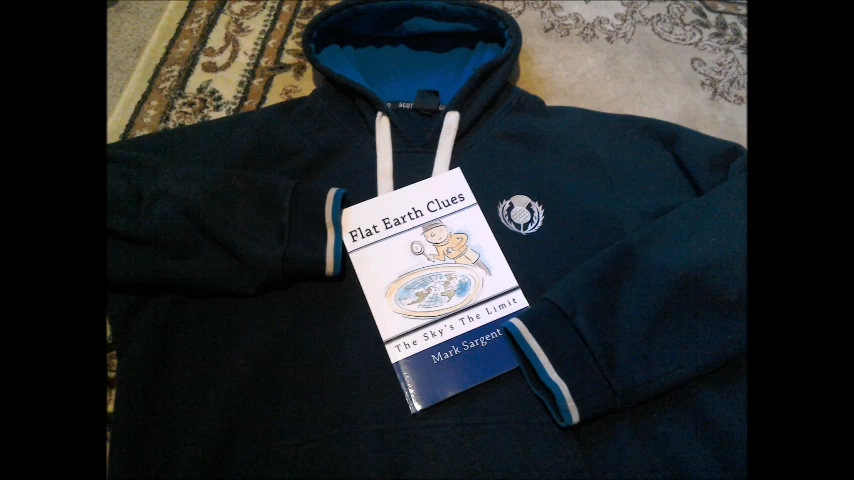 Flat Earth Clues
The Sky's The Limit
Mark Sargent